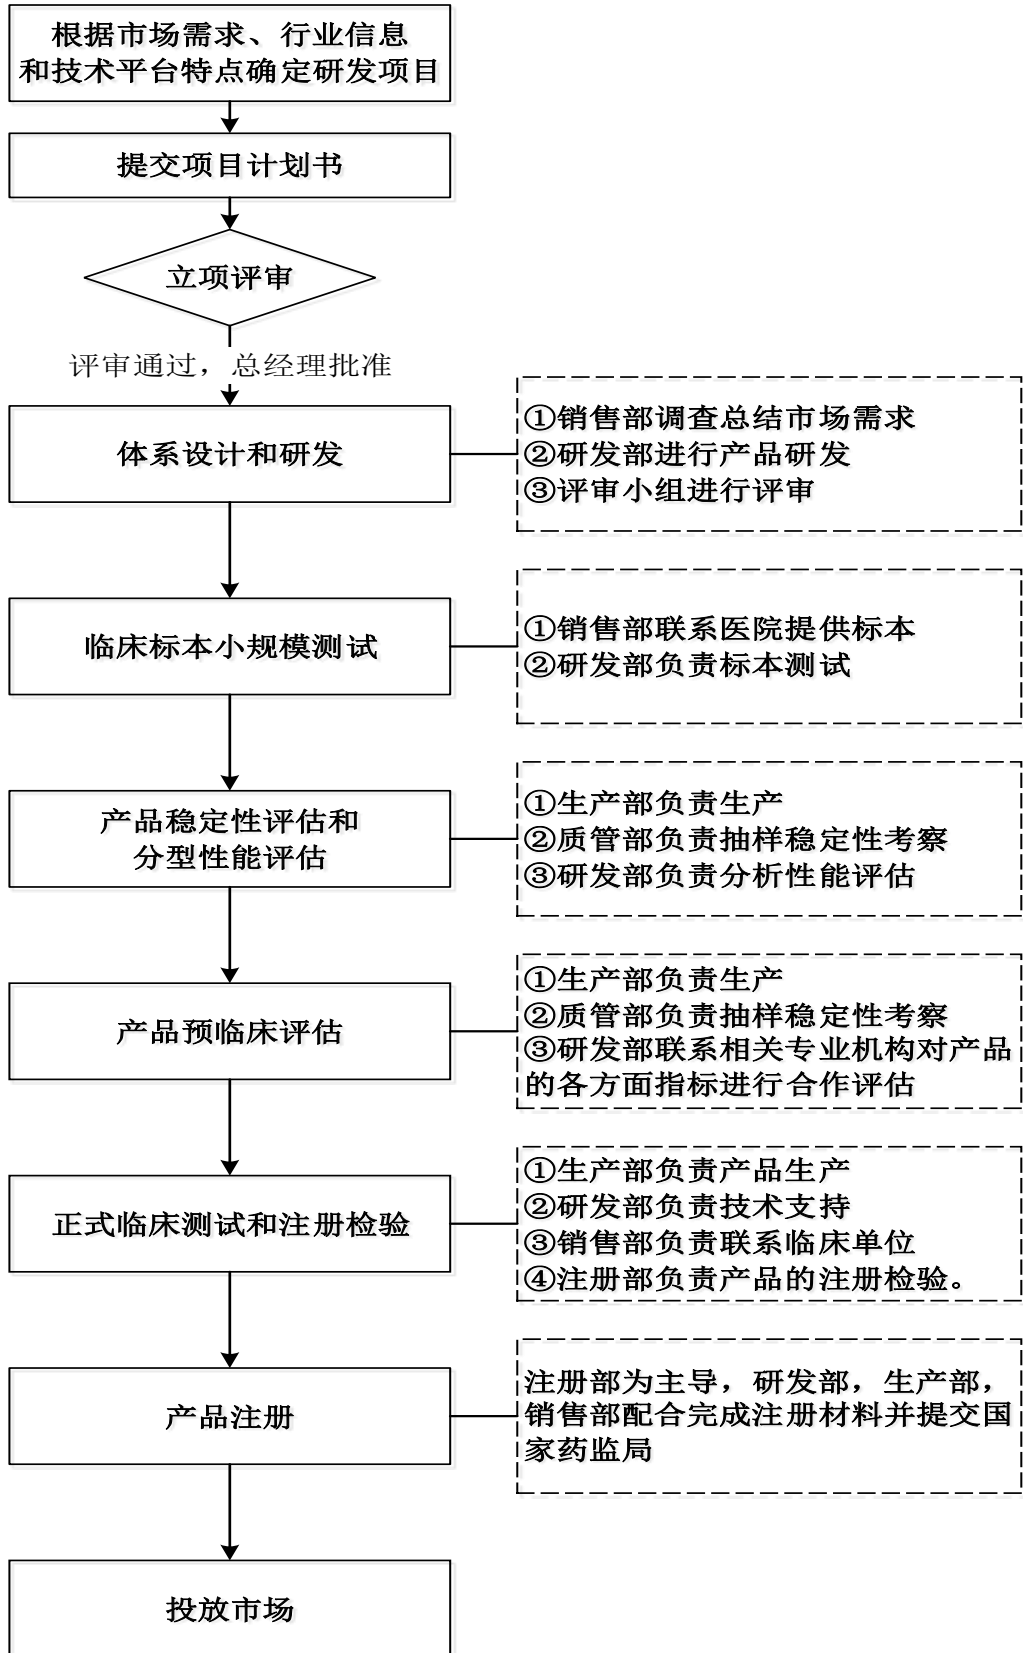 根据市场需求、行业信息
和技术平台特点确定研发项目
提交项目计划书
立项评审
评审通过，总经理批准
体系设计和研发
①销售部调查总结市场需求
②研发部进行产品研发
③评审小组进行评审
临床标本小规模测试
①销售部联系医院提供标本
②研发部负责标本测试
产品稳定性评估和
分型性能评估
①生产部负责生产
②质管部负责抽样稳定性考察
③研发部负责分析性能评估
产品预临床评估
①生产部负责生产
②质管部负责抽样稳定性考察
③研发部联系相关专业机构对产品
的各方面指标进行合作评估
正式临床测试和注册检验
①生产部负责产品生产
②研发部负责技术支持
③销售部负责联系临床单位
④注册部负责产品的注册检验。
产品注册
注册部为主导，研发部，生产部，
销售部配合完成注册材料并提交国
家药监局
投放市场